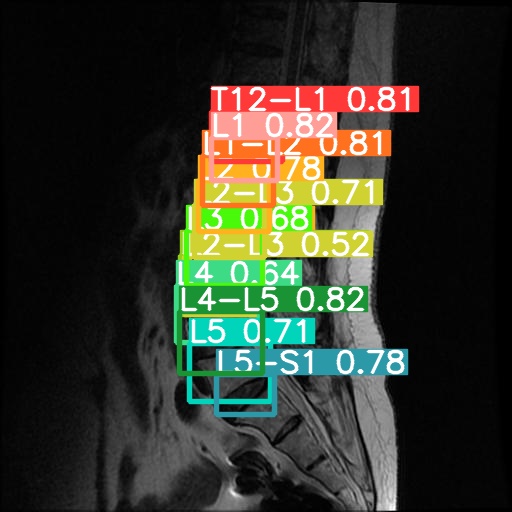 T12-L1 0.81
L1 0.82
L1-L2 0.81
L2 0.78
L2-L3 0.71
L3 0.68
L2-L3 0.52
L4 0.64
L4-L5 0.82
L5 0.71
L5-S1 0.78